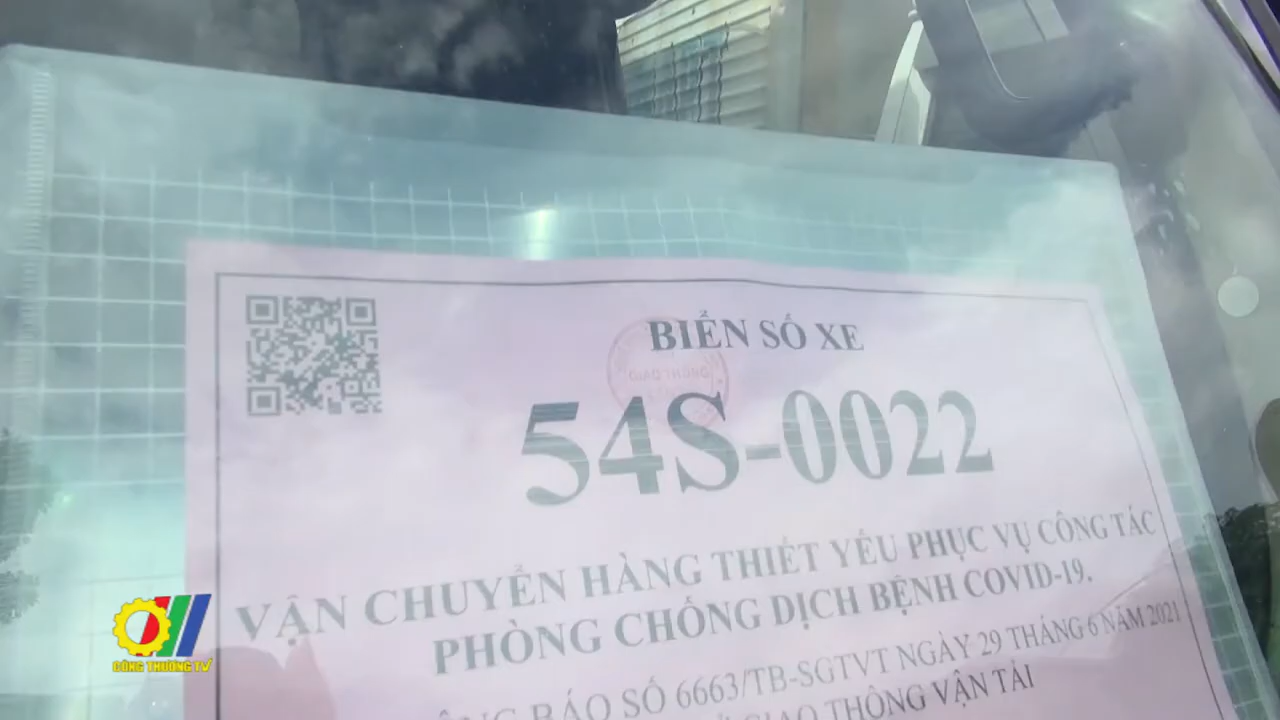 BIỂN SỐ XE
54S-0022
VẬN CHUYỂN HÀNG THIẾT YẾU PHỤC VỤ CÔNG TÁC
PHÒNG CHỐNG DỊCH BỆNH COVID-19.
BÁO SỐ 6663/TB-SGTVT NGÀY 29 THÁNG 6 NĂM 2021
GIAO THÔNG VẬN TẢI
CÔNG THƯƠNG TV